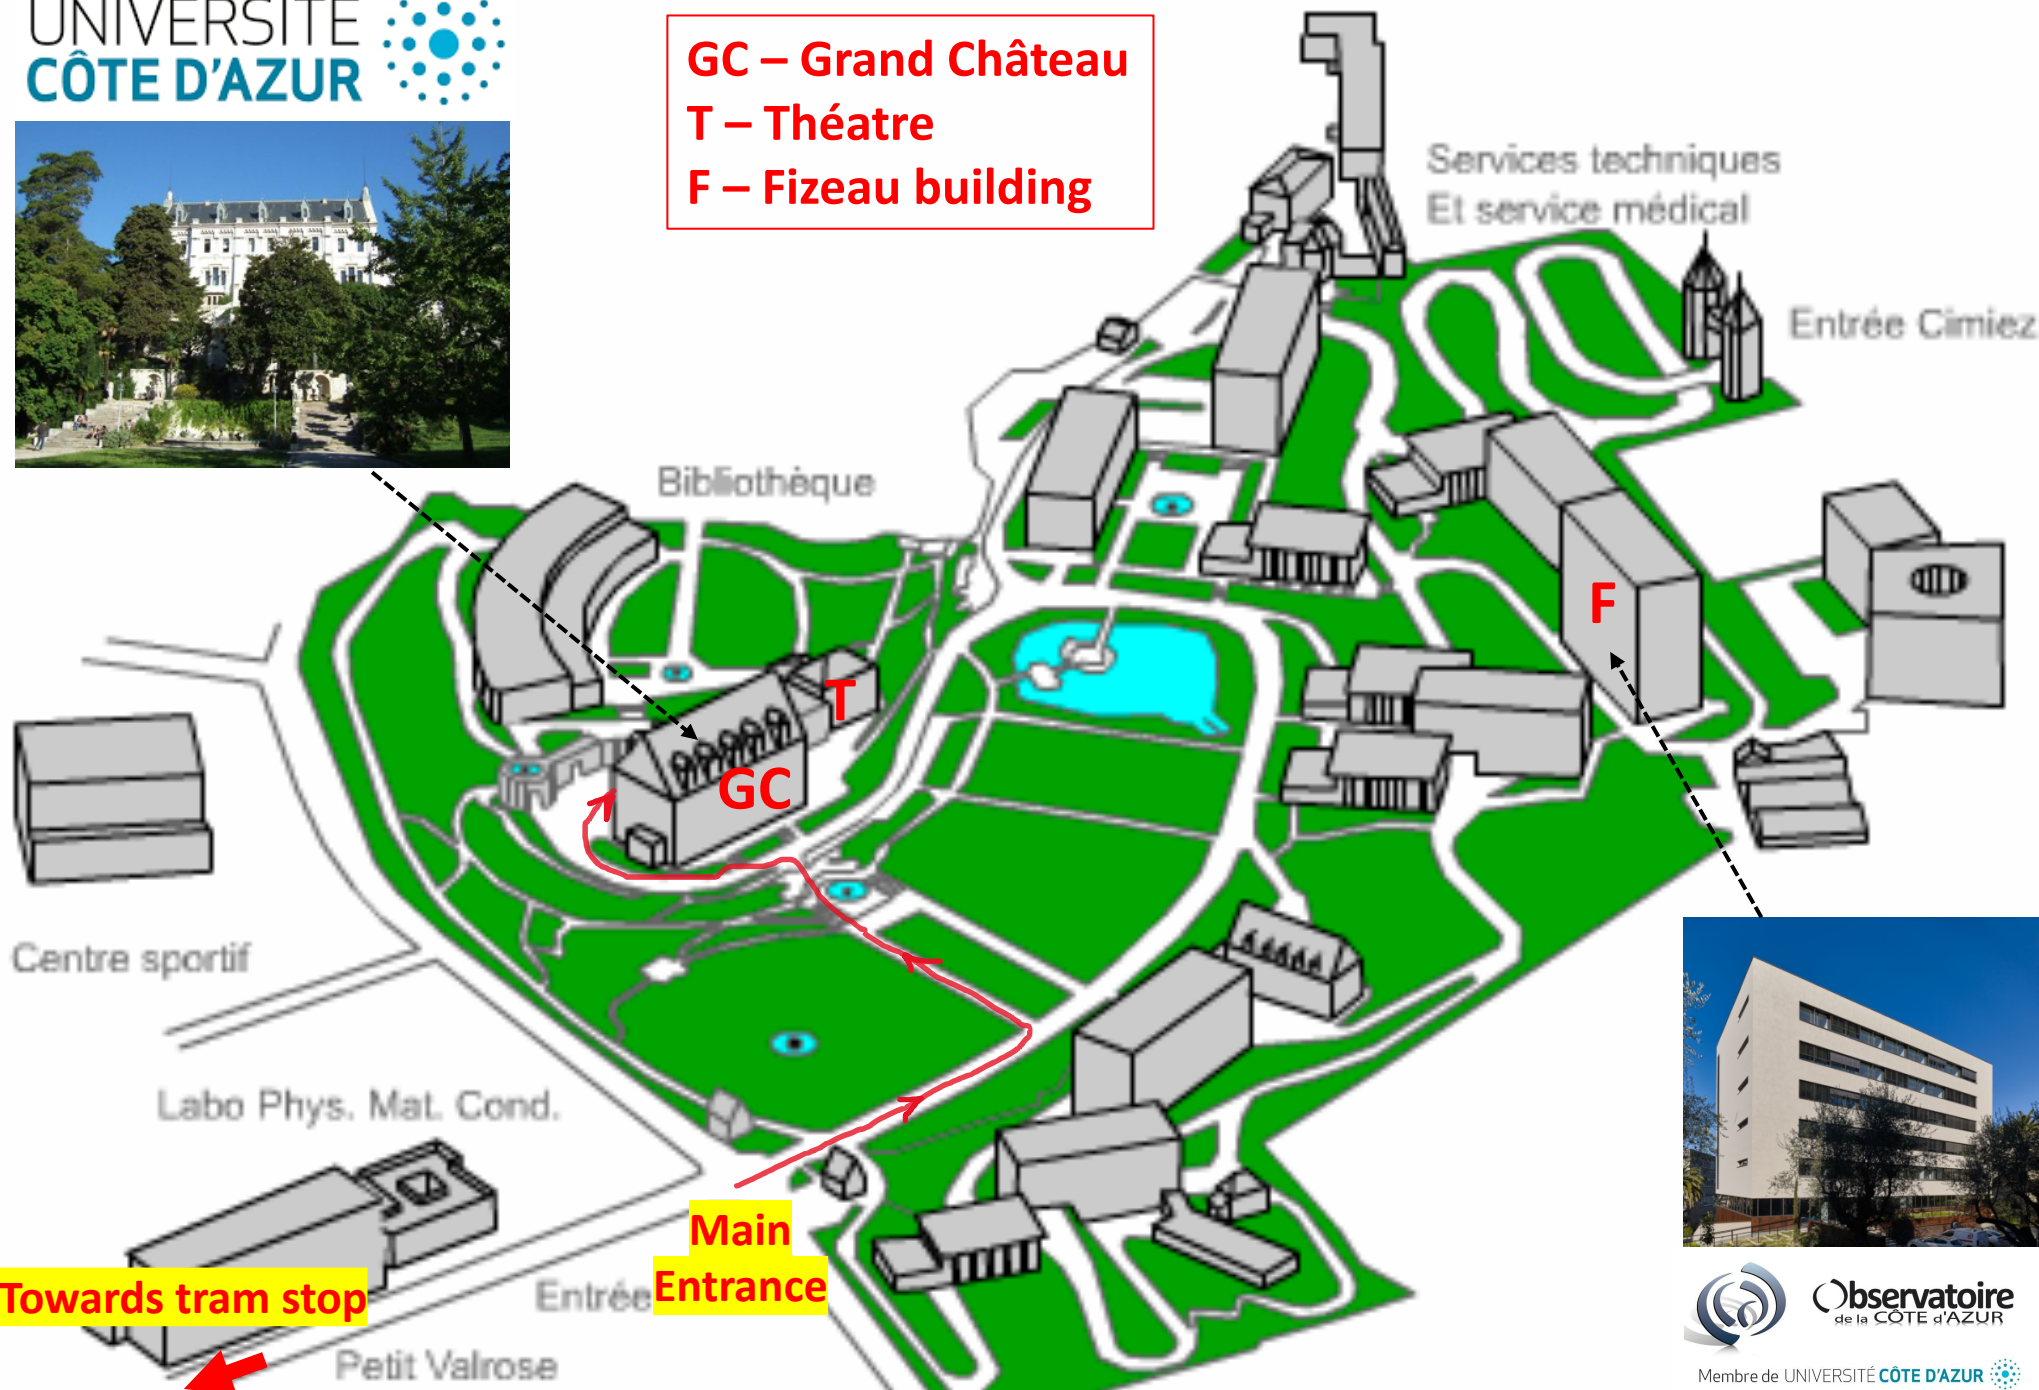 UNIVERSITÉ
CÔTE D'AZUR
GC – Grand Château
T – Théatre
F – Fizeau building
Services techniques
Et service médical
Entrée Cimiez
Bibliothèque
F
T
GC
Centre sportif
Labo Phys. Mat. Cond.
Main
Entrance
Entrée
Towards tram stop
Petit Valrose
Observatoire
de la CÔTE d'AZUR
Membre de UNIVERSITÉ CÔTE D'AZUR